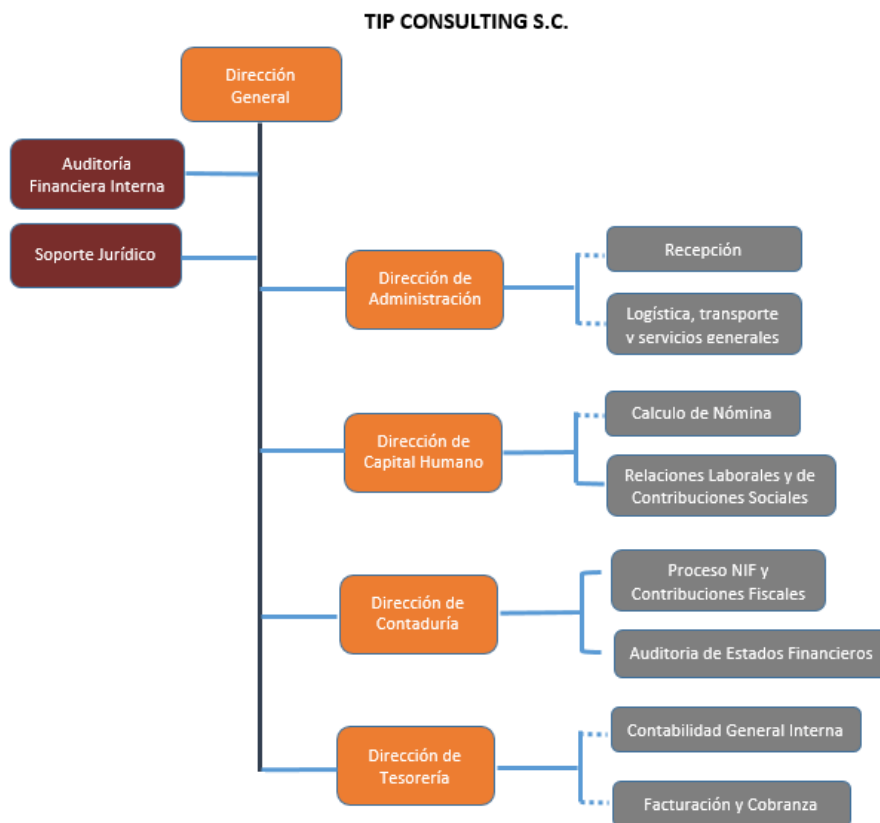 TIP CONSULTING S.C.
Dirección
General
Auditoría
Financiera Interna
Soporte Jurídico
Dirección de
Administración
Recepción
Logística, transporte
y servicios generales
Dirección de
Capital Humano
Calculo de Nómina
Relaciones Laborales y de
Contribuciones Sociales
Dirección de
Contaduría
Proceso NIF y
Contribuciones Fiscales
Auditoria de Estados Financieros
Dirección de
Tesorería
Contabilidad General Interna
Facturación y Cobranza